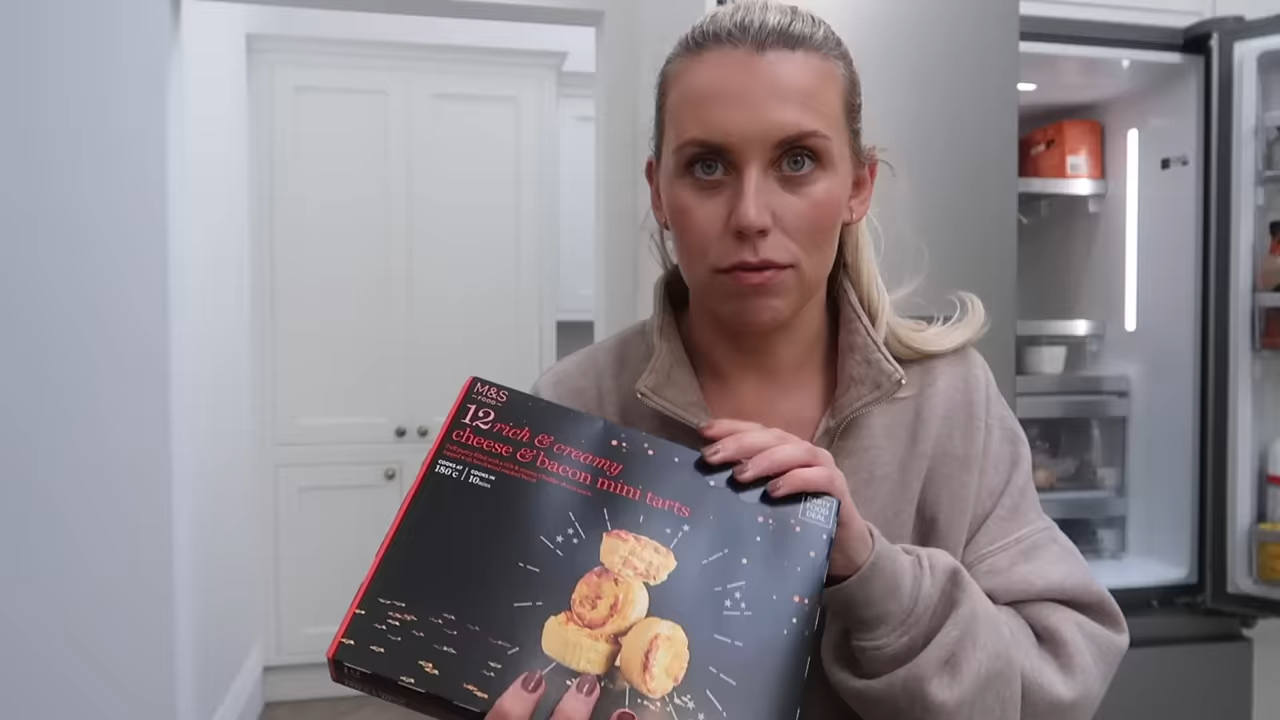 M&S
FOOD
12 rich & creamy
cheese & bacon mini tarts
COOKS AT
180°C
COOKS IN
10 MINS
PARTY
FOOD
DEAL